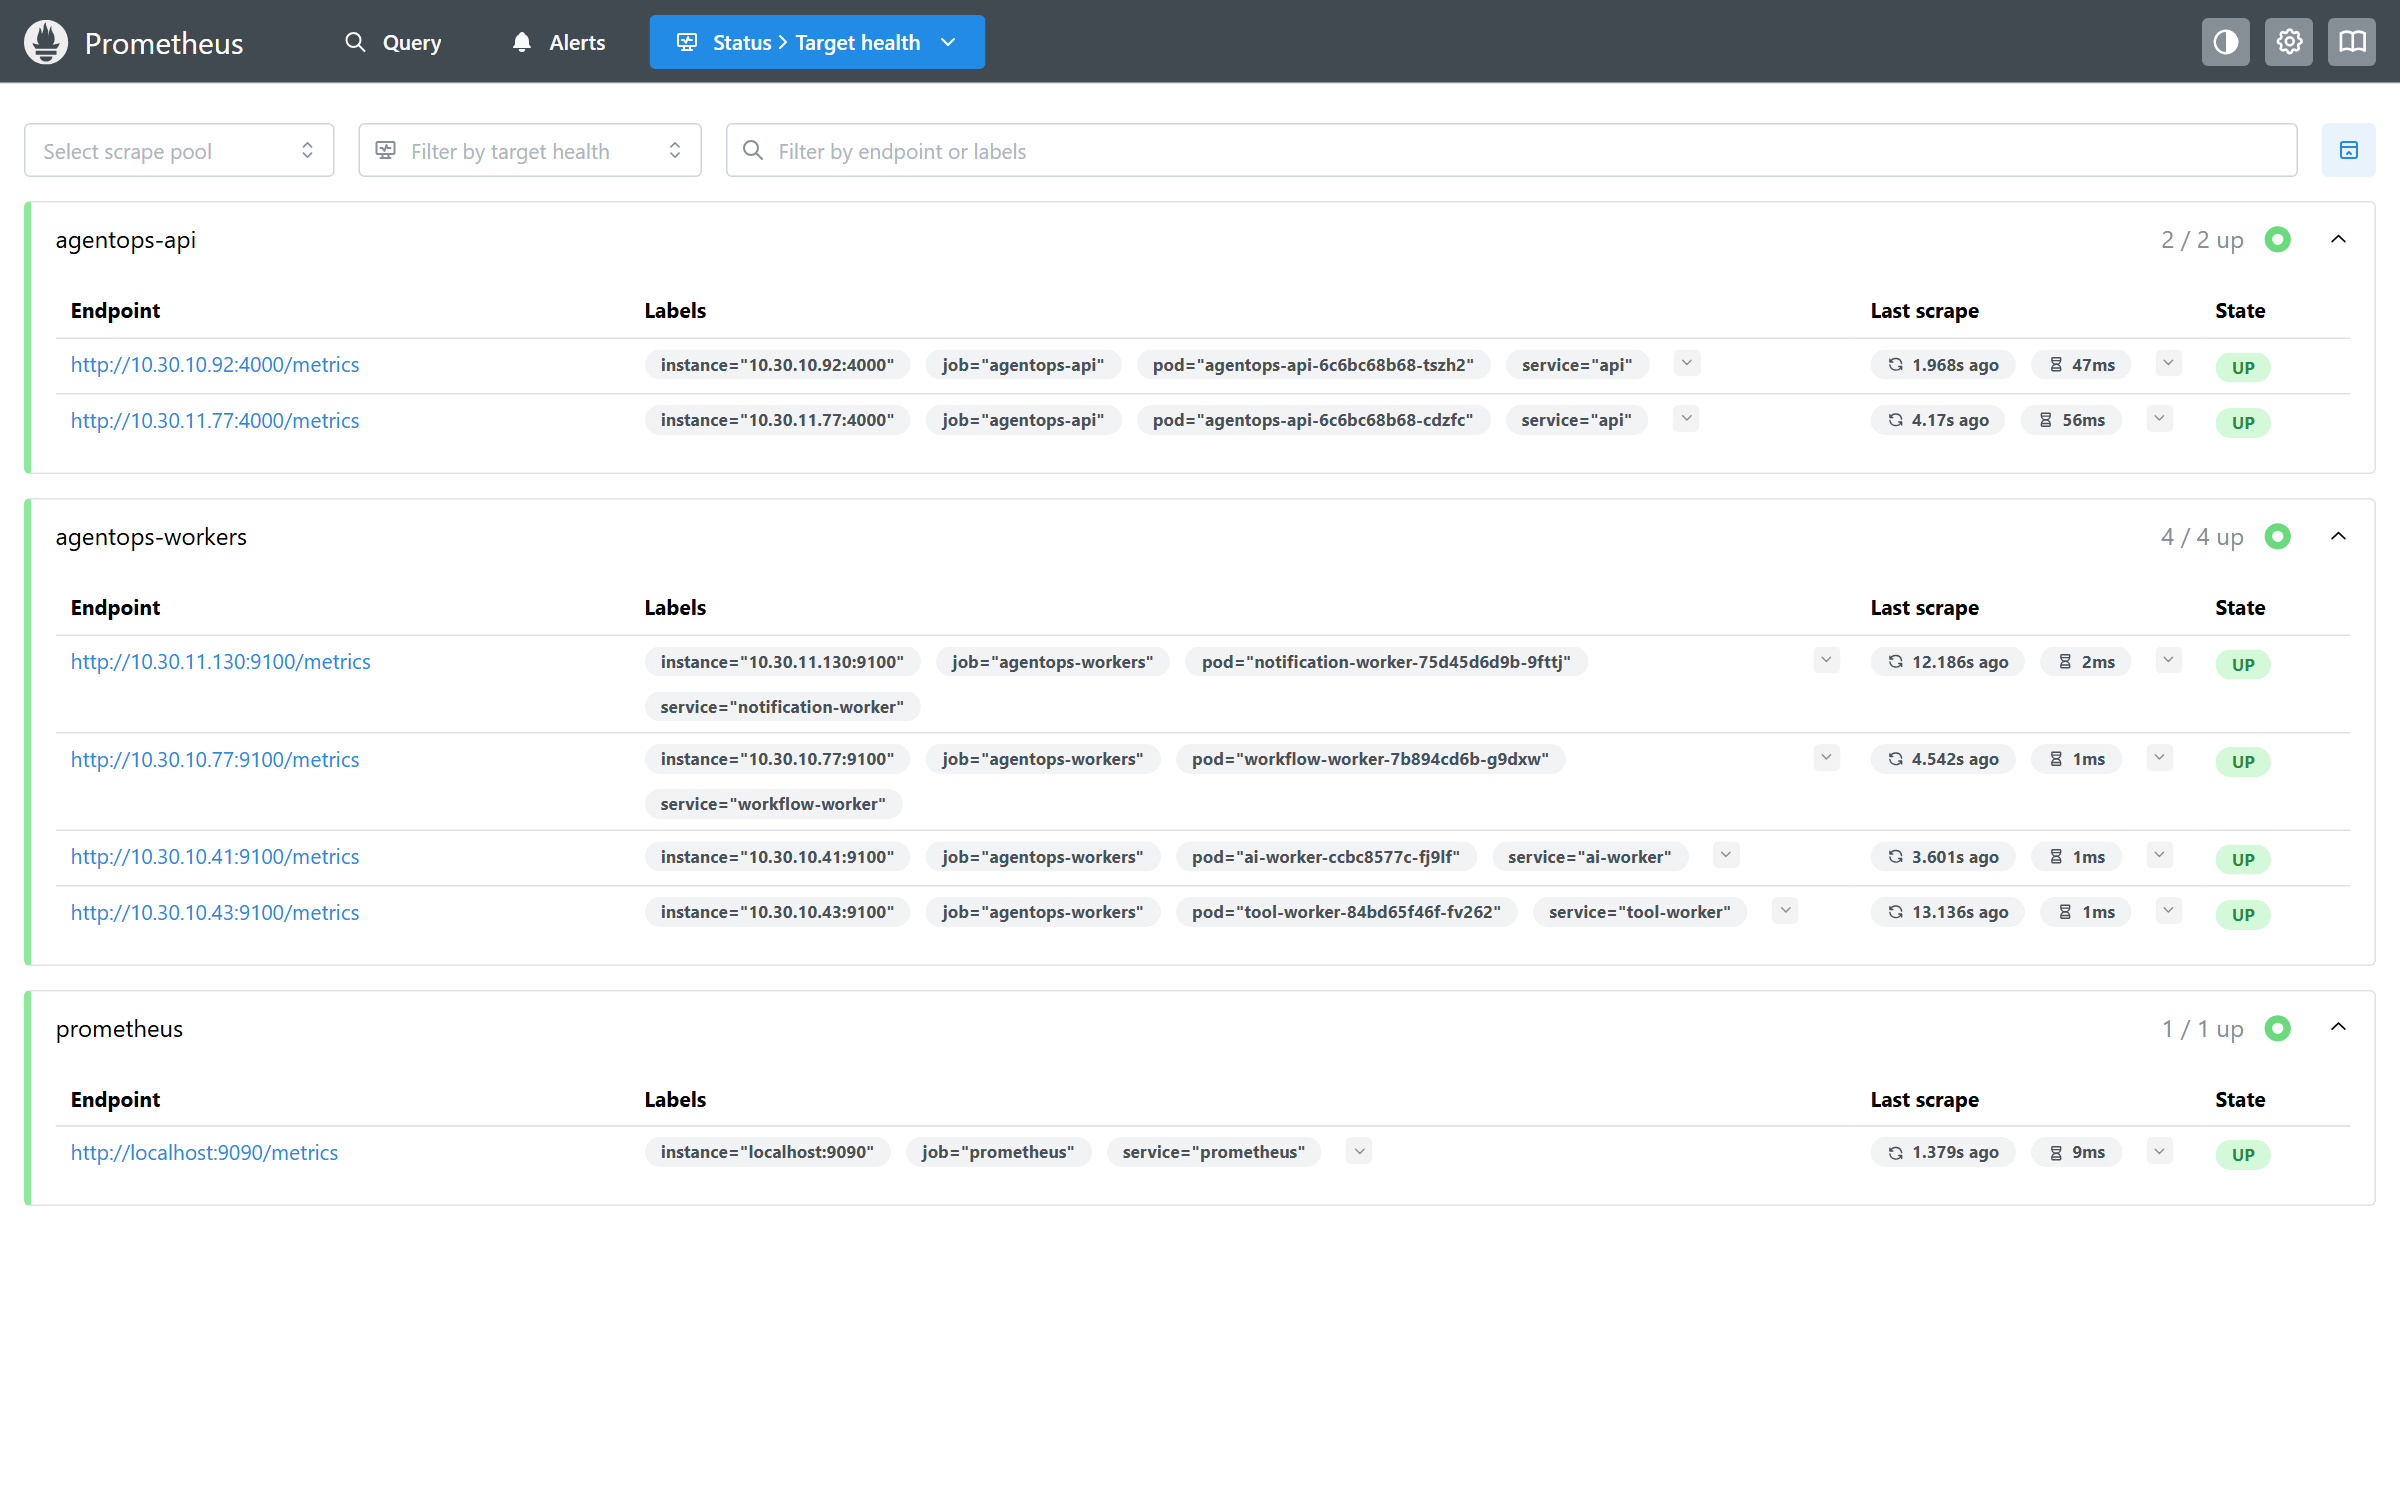 Prometheus Query Alerts Status > Target health
Select scrape pool Filter by target health Filter by endpoint or labels
agentops-api 2 / 2 up
Endpoint Labels Last scrape State
http://10.30.10.92:4000/metrics instance="10.30.10.92:4000" job="agentops-api" pod="agentops-api-6c6bc68b68-tszh2" service="api" 1.968s ago 47ms UP
http://10.30.11.77:4000/metrics instance="10.30.11.77:4000" job="agentops-api" pod="agentops-api-6c6bc68b68-cdzfc" service="api" 4.17s ago 56ms UP
agentops-workers 4 / 4 up
Endpoint Labels Last scrape State
http://10.30.11.130:9100/metrics instance="10.30.11.130:9100" job="agentops-workers" pod="notification-worker-75d45d6d9b-9fttj" 12.186s ago 2ms UP
service="notification-worker"
http://10.30.10.77:9100/metrics instance="10.30.10.77:9100" job="agentops-workers" pod="workflow-worker-7b894cd6b-g9dxw" 4.542s ago 1ms UP
service="workflow-worker"
http://10.30.10.41:9100/metrics instance="10.30.10.41:9100" job="agentops-workers" pod="ai-worker-ccbc8577c-fj9lf" service="ai-worker" 3.601s ago 1ms UP
http://10.30.10.43:9100/metrics instance="10.30.10.43:9100" job="agentops-workers" pod="tool-worker-84bd65f46f-fv262" service="tool-worker" 13.136s ago 1ms UP
prometheus 1 / 1 up
Endpoint Labels Last scrape State
http://localhost:9090/metrics instance="localhost:9090" job="prometheus" service="prometheus" 1.379s ago 9ms UP